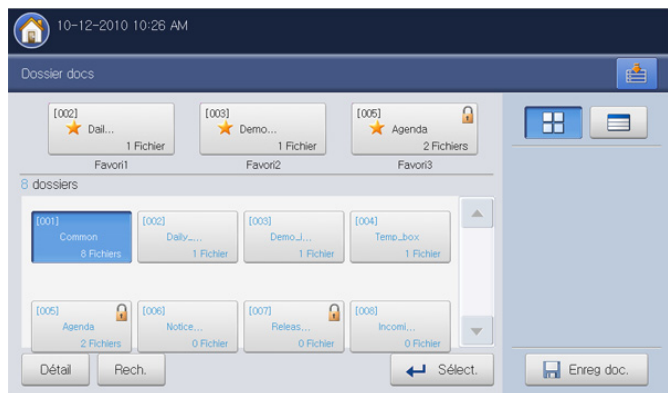 10-12-2010 10:26 AM
Dossier docs
[002]
Dail...
1 Fichier
Favori1
[003]
Demo...
1 Fichier
Favori2
[005]
Agenda
2 Fichiers
Favori3
8 dossiers
[001]
Common
6 Fichiers
[002]
Daily_...
1 Fichier
[003]
Demo_i...
1 Fichier
[004]
Temp_box
1 Fichier
[005]
Agenda
2 Fichiers
[006]
Notice...
0 Fichier
[007]
Releas...
0 Fichier
[008]
Incomi...
0 Fichier
Détail
Rech.
Sélect.
Enreg doc.